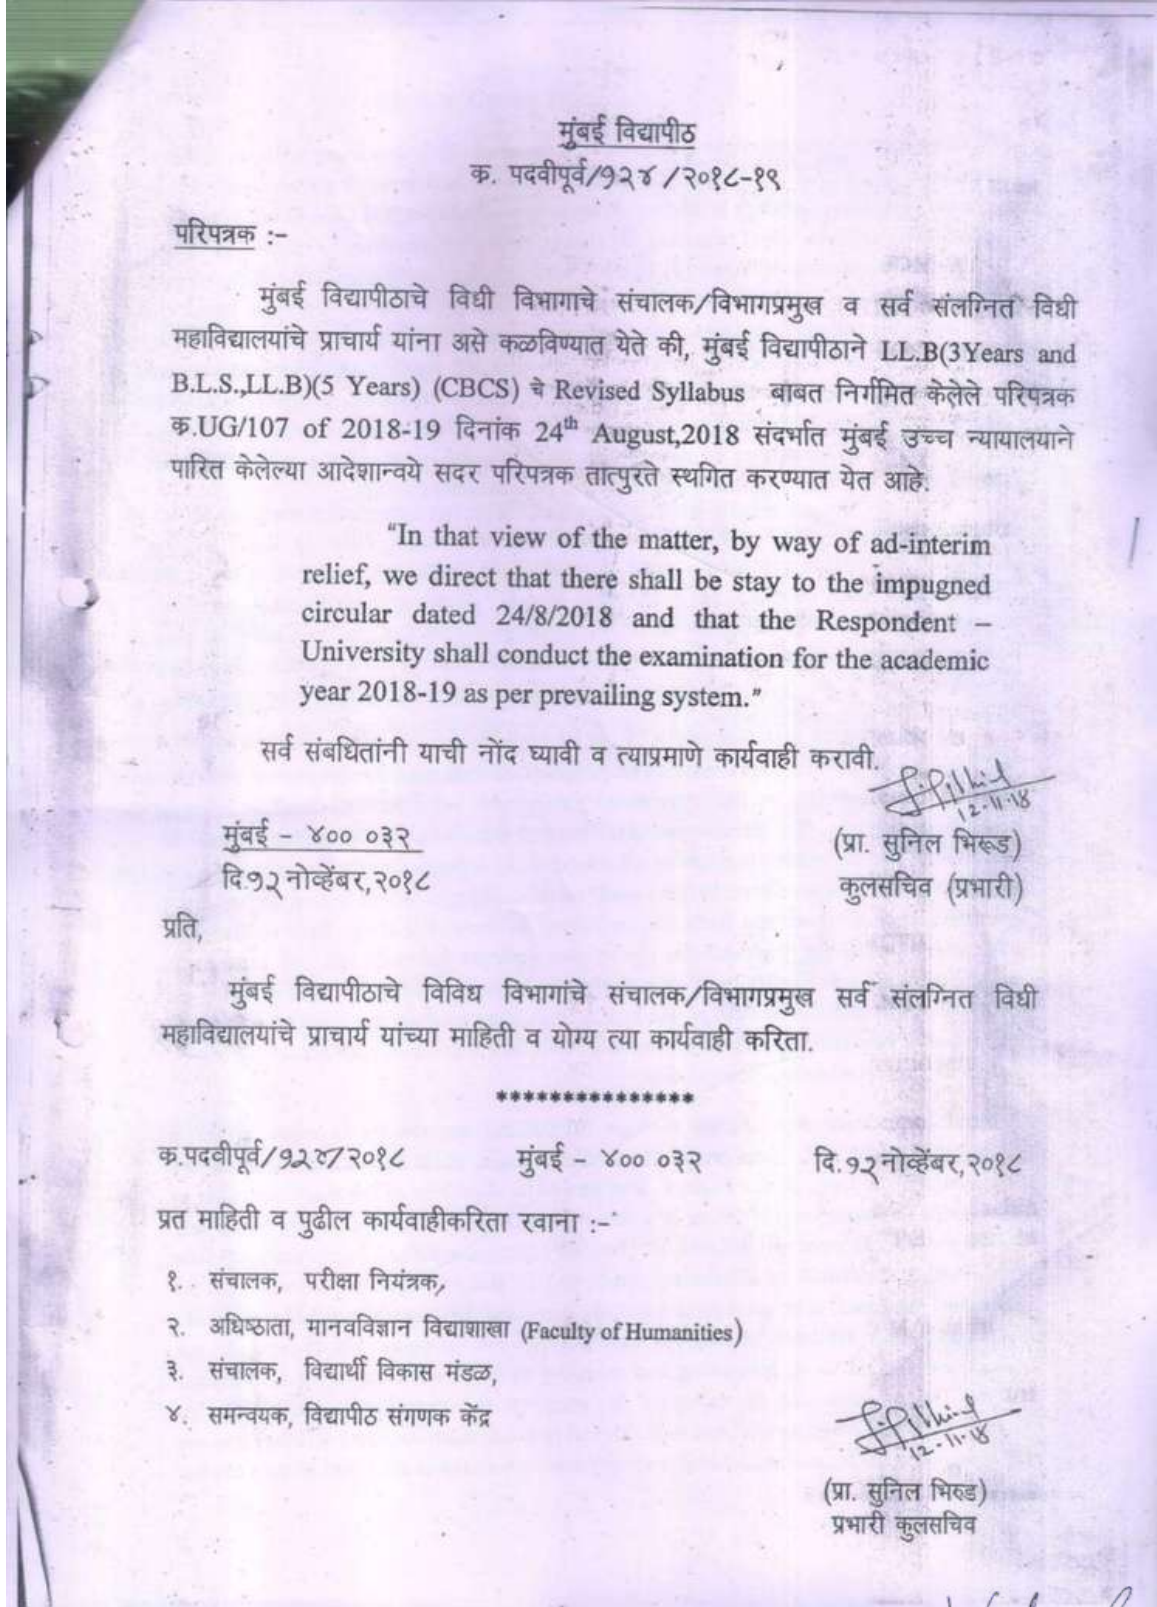 मुंबई विद्यापीठ
क. पदवीपूर्व/१२४/२०१८-१९
परिपत्रक :-
मुंबई विद्यापीठाचे विधी विभागाचे संचालक/विभागप्रमुख व सर्व संलग्नित विधी
महाविद्यालयांचे प्राचार्य यांना असे कळविण्यात येते की, मुंबई विद्यापीठाने LL.B(3Years and
B.L.S.,LL.B)(5 Years) (CBCS) चे Revised Syllabus बाबत निर्गमित केलेले परिपत्रक
क्र.UG/107 of 2018-19 दिनांक 24th August,2018 संदर्भात मुंबई उच्च न्यायालयाने
पारित केलेल्या आदेशान्वये सदर परिपत्रक तात्पुरते स्थगित करण्यात येत आहे.
“In that view of the matter, by way of ad-interim
relief, we direct that there shall be stay to the impugned
circular dated 24/8/2018 and that the Respondent –
University shall conduct the examination for the academic
year 2018-19 as per prevailing system.”
सर्व संबधितांनी याची नोंद घ्यावी व त्याप्रमाणे कार्यवाही करावी.
12-11-18
मुंबई - ४०० ०३२
(प्रा. सुनिल भिरूड)
दि.१२ नोव्हेंबर,२०१८
कुलसचिव (प्रभारी)
प्रति,
मुंबई विद्यापीठाचे विविध विभागांचे संचालक/विभागप्रमुख सर्व संलग्नित विधी
महाविद्यालयांचे प्राचार्य यांच्या माहिती व योग्य त्या कार्यवाही करिता.
***************
क्र.पदवीपूर्व/१२४/२०१८ मुंबई - ४०० ०३२ दि.१२ नोव्हेंबर,२०१८
प्रत माहिती व पुढील कार्यवाहीकरिता रवाना :-
१. संचालक, परीक्षा नियंत्रक,
२. अधिष्ठाता, मानवविज्ञान विद्याशाखा (Faculty of Humanities)
३. संचालक, विद्यार्थी विकास मंडळ,
४. समन्वयक, विद्यापीठ संगणक केंद्र
12-11-18
(प्रा. सुनिल भिरुड)
प्रभारी कुलसचिव